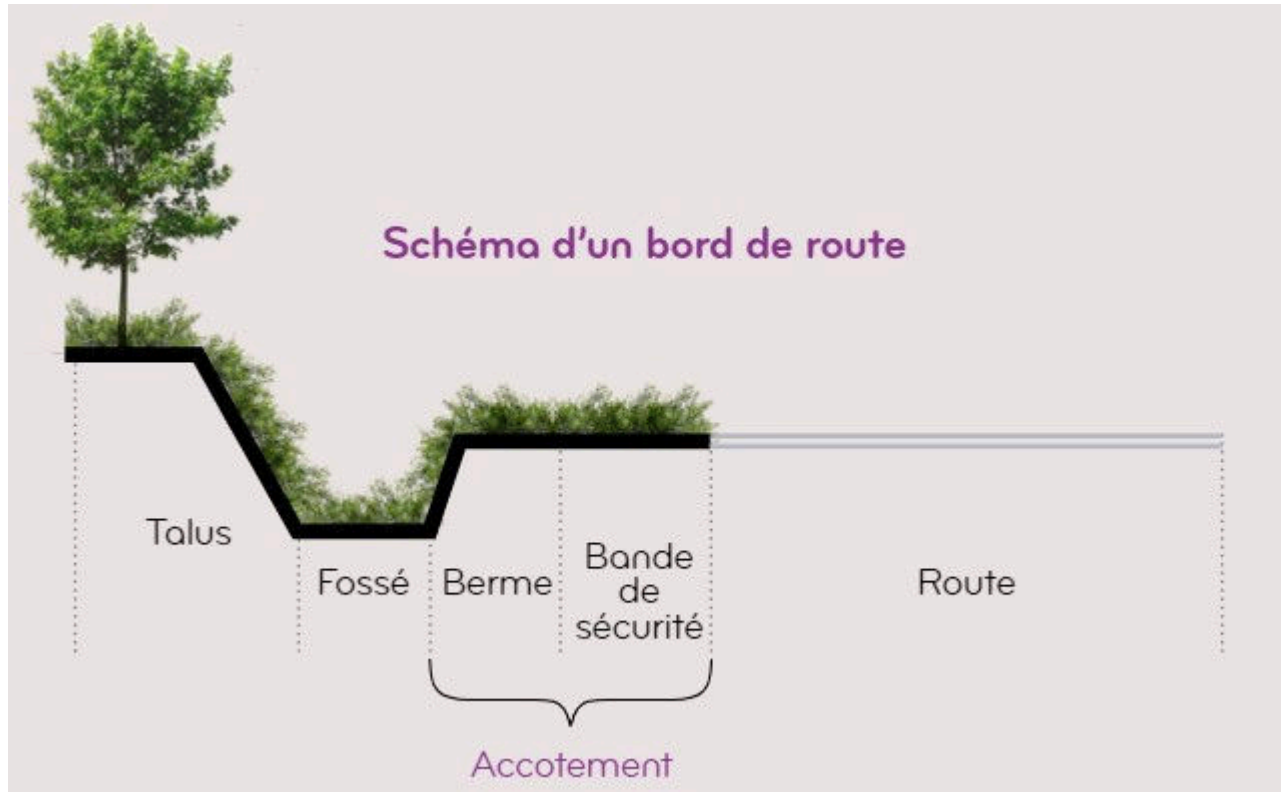 Schéma d'un bord de route
Talus
Fossé
Berme
Bande
de
sécurité
Route
Accotement